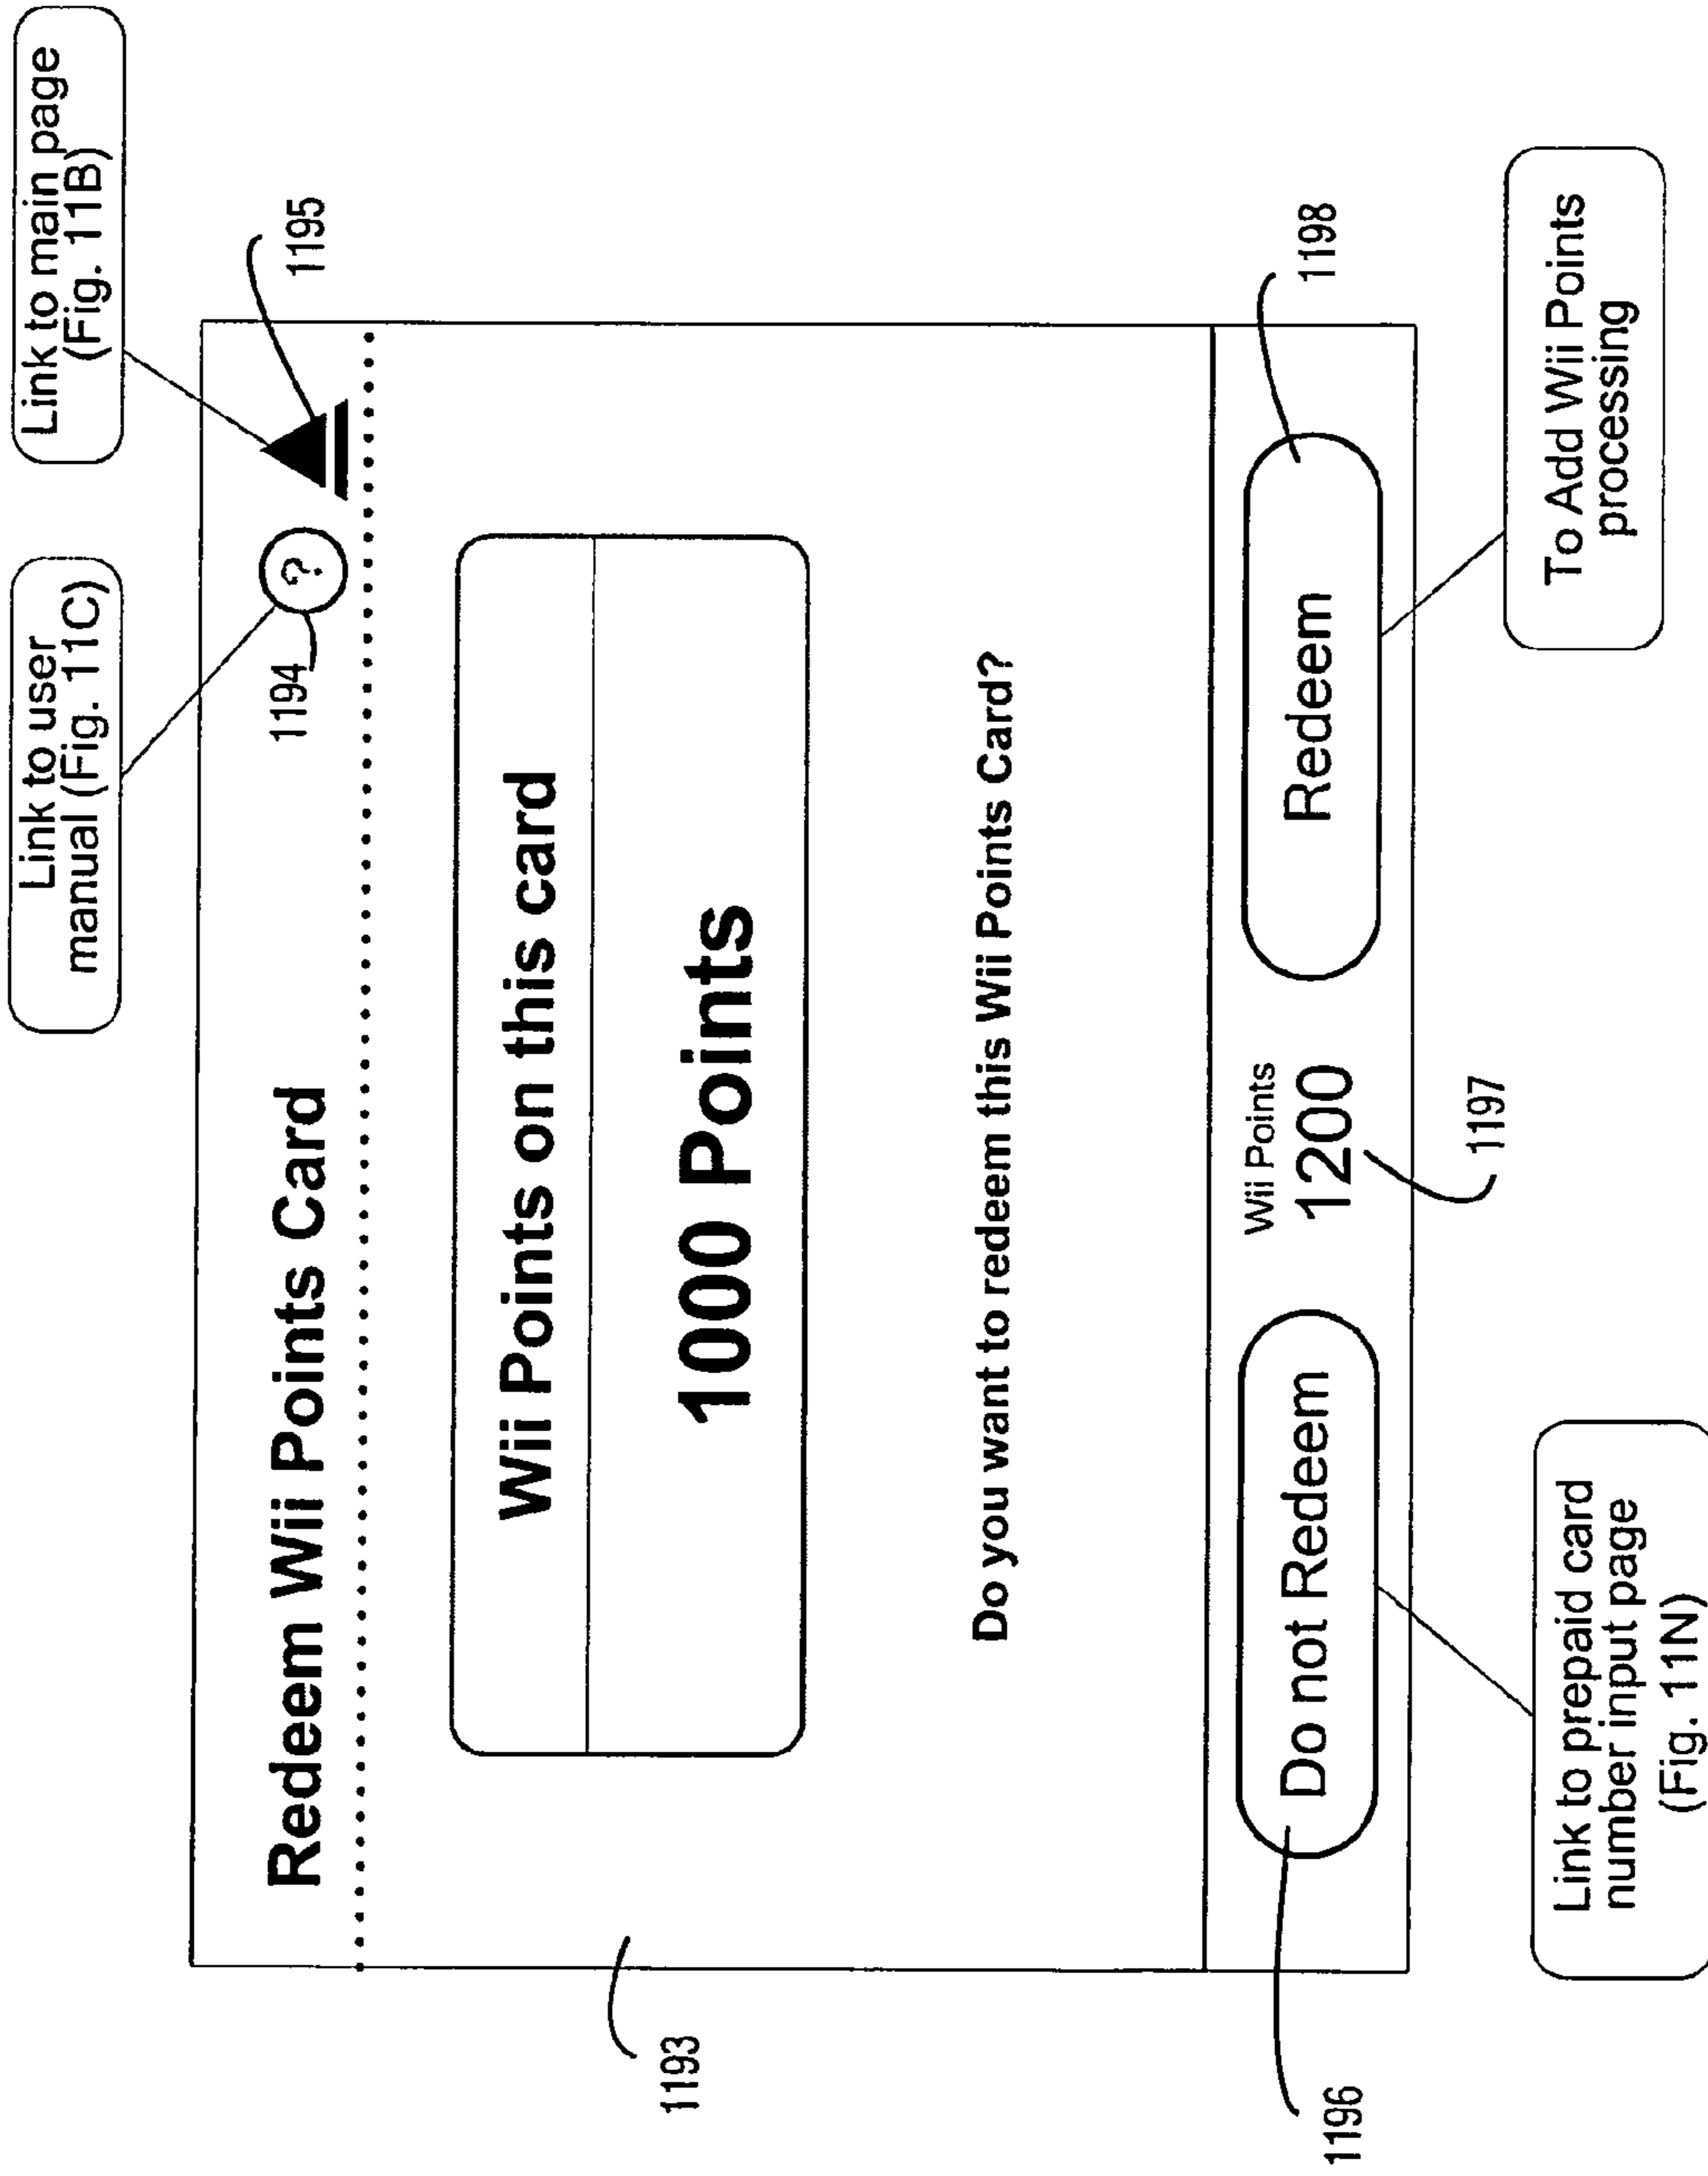 Link to user
manual (Fig. 11C)
Link to main page
(Fig. 11B)
Redeem Wii Points Card
?
1194
1195
Wii Points on this card
1000 Points
1193
Do you want to redeem this Wii Points Card?
Do not Redeem
Wii Points
1200
Redeem
1196
1197
1198
Link to prepaid card
number input page
(Fig. 11N)
To Add Wii Points
processing